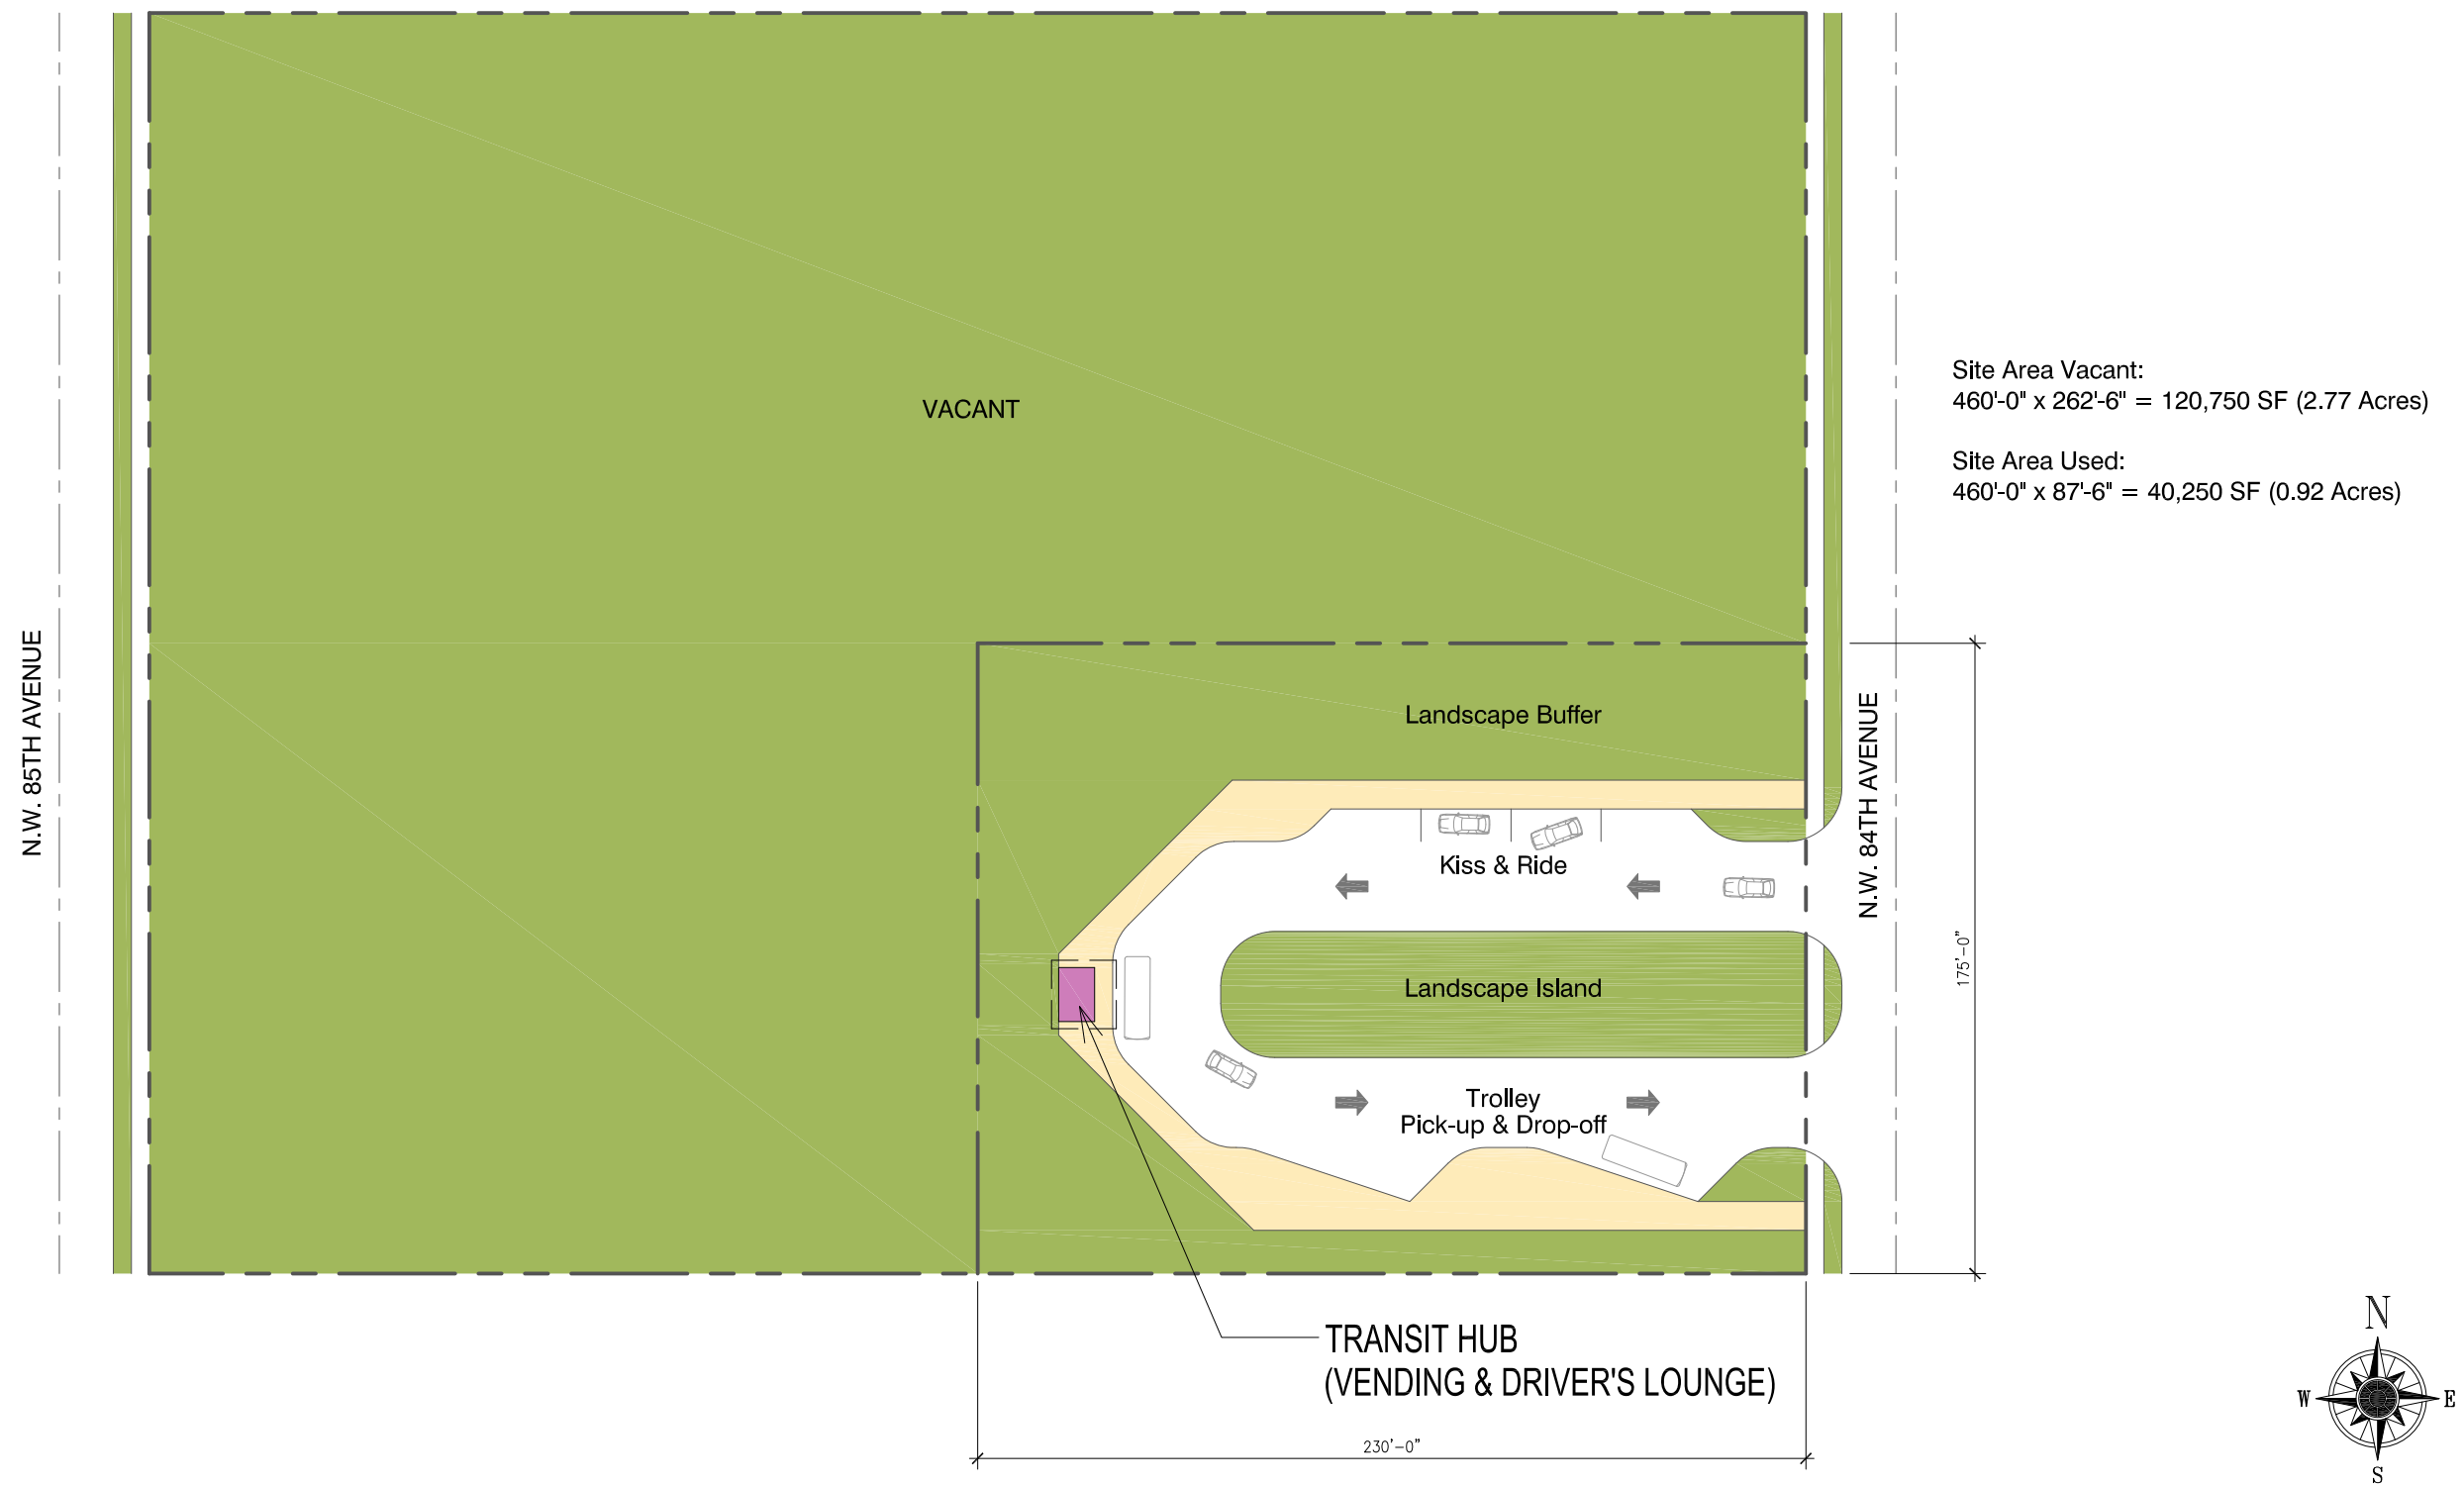 VACANT
Site Area Vacant:
460'-0" x 262'-6" = 120,750 SF (2.77 Acres)
Site Area Used:
460'-0" x 87'-6" = 40,250 SF (0.92 Acres)
N.W. 85TH AVENUE
Landscape Buffer
N.W. 84TH AVENUE
Kiss & Ride
Landscape Island
175'-0"
Trolley
Pick-up & Drop-off
TRANSIT HUB
(VENDING & DRIVER'S LOUNGE)
230'-0"
N
W
E
S